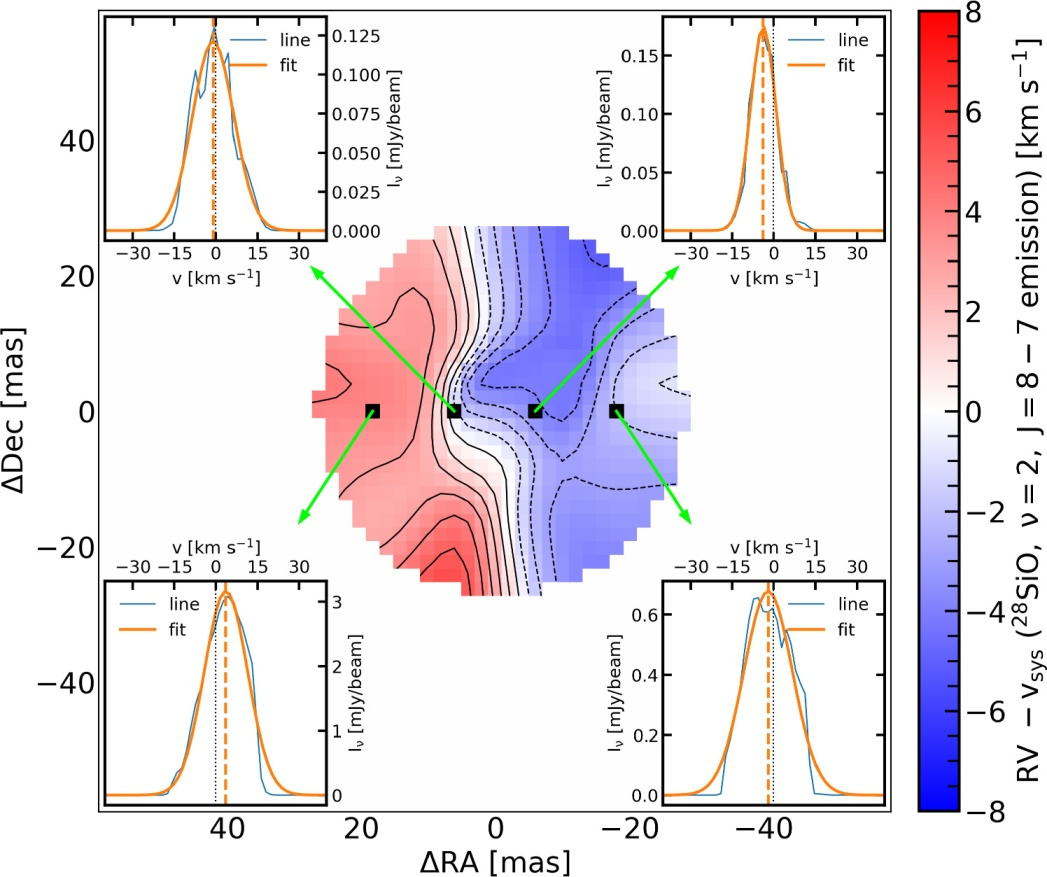 line
fit
0.125
0.100
0.075
0.050
0.025
0.000
Iν [mJy/beam]
−30 −15 0 15 30
v [km s⁻¹]
line
fit
0.15
0.10
0.05
0.00
Iν [mJy/beam]
−30 −15 0 15 30
v [km s⁻¹]
v [km s⁻¹]
−30 −15 0 15 30
line
fit
3
2
1
0
Iν [mJy/beam]
v [km s⁻¹]
−30 −15 0 15 30
line
fit
0.6
0.4
0.2
0.0
Iν [mJy/beam]
40
20
0
−20
−40
ΔDec [mas]
40 20 0 −20 −40
ΔRA [mas]
8
6
4
2
0
−2
−4
−6
−8
RV − vsys (²⁸SiO, ν = 2, J = 8 − 7 emission) [km s⁻¹]